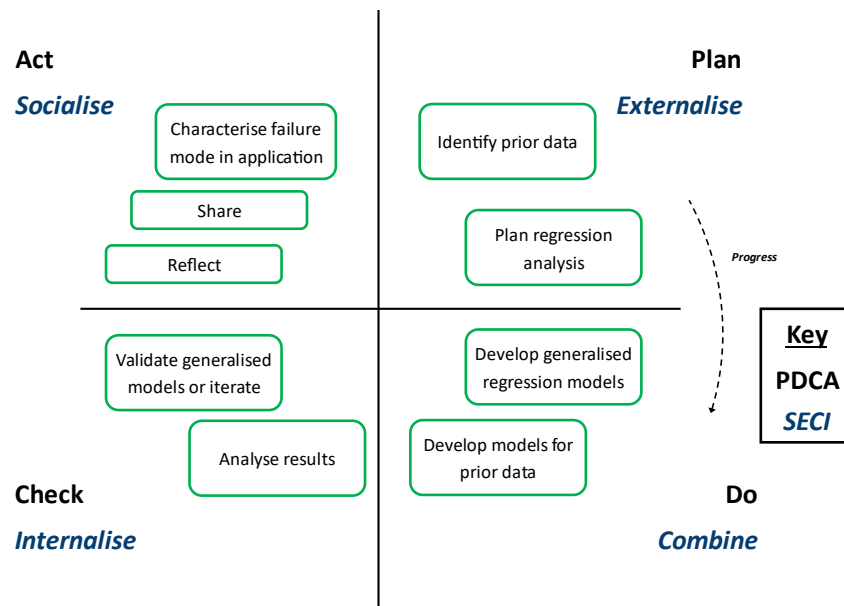 Act
Socialise
Characterise failure
mode in application
Share
Reflect
Plan
Externalise
Identify prior data
Plan regression
analysis
Progress
Key
PDCA
SECI
Validate generalised
models or iterate
Analyse results
Check
Internalise
Develop generalised
regression models
Develop models for
prior data
Do
Combine